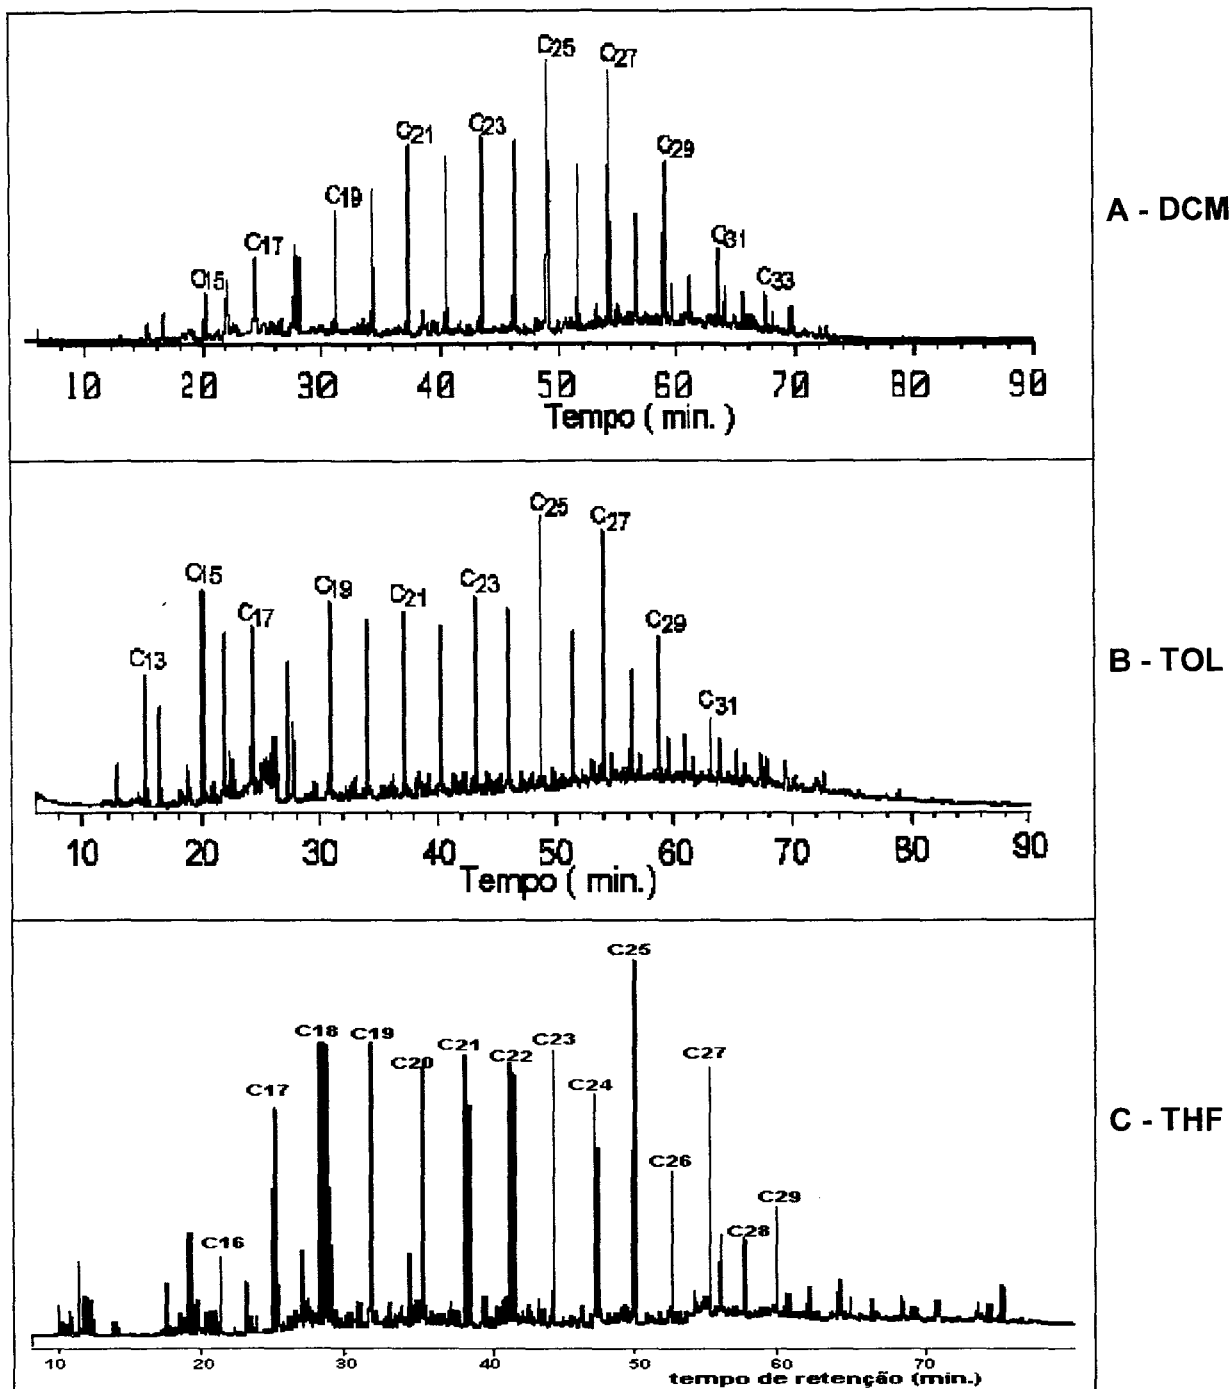 C25
C27
C21
C23
C29
C19
C17
C31
C15
C33
A - DCM
10 20 30 40 50 60 70 80 90
Tempo ( min. )
C25
C27
C15
C19
C21
C23
C17
C29
C13
C31
B - TOL
10 20 30 40 50 60 70 80 90
Tempo ( min.)
C25
C18 C19
C21
C23
C20
C22
C27
C17
C24
C26
C29
C16
C28
C - THF
10 20 30 40 50 60 70
tempo de retenção (min.)